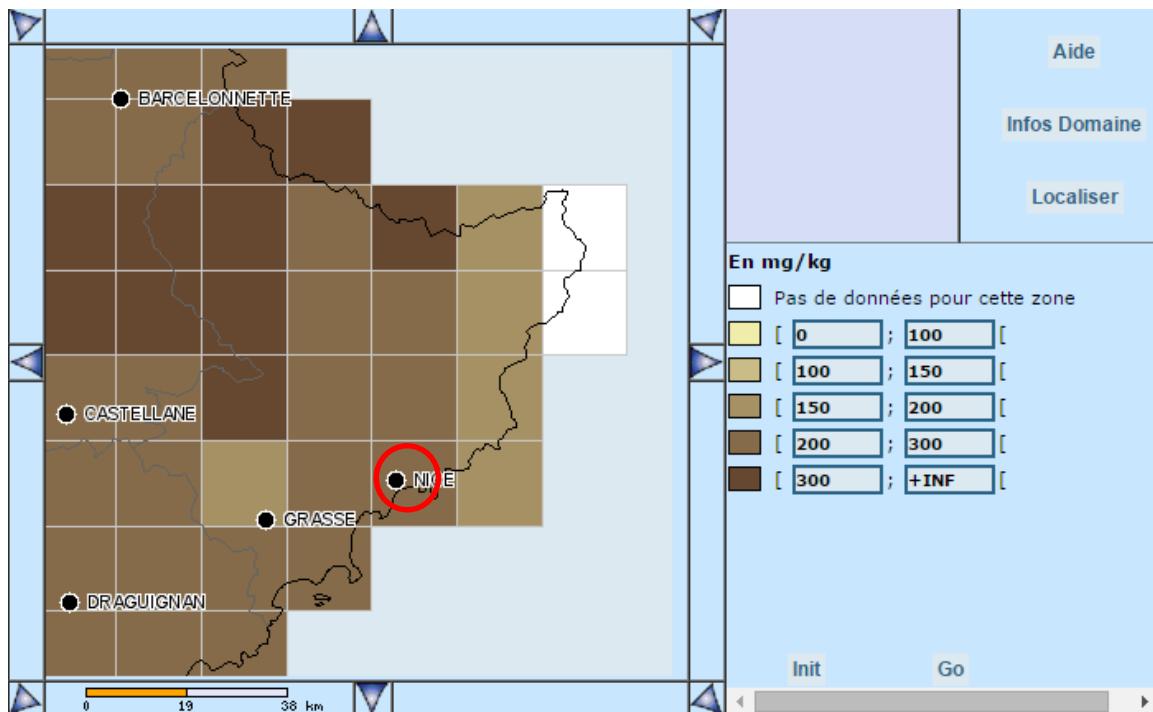 BARCELONNETTE
CASTELLANE
NICE
GRASSE
DRAGUIGNAN
0 19 38 km
Aide
Infos Domaine
Localiser
En mg/kg
Pas de données pour cette zone
[ 0 ; 100 [
[ 100 ; 150 [
[ 150 ; 200 [
[ 200 ; 300 [
[ 300 ; +INF [
Init Go